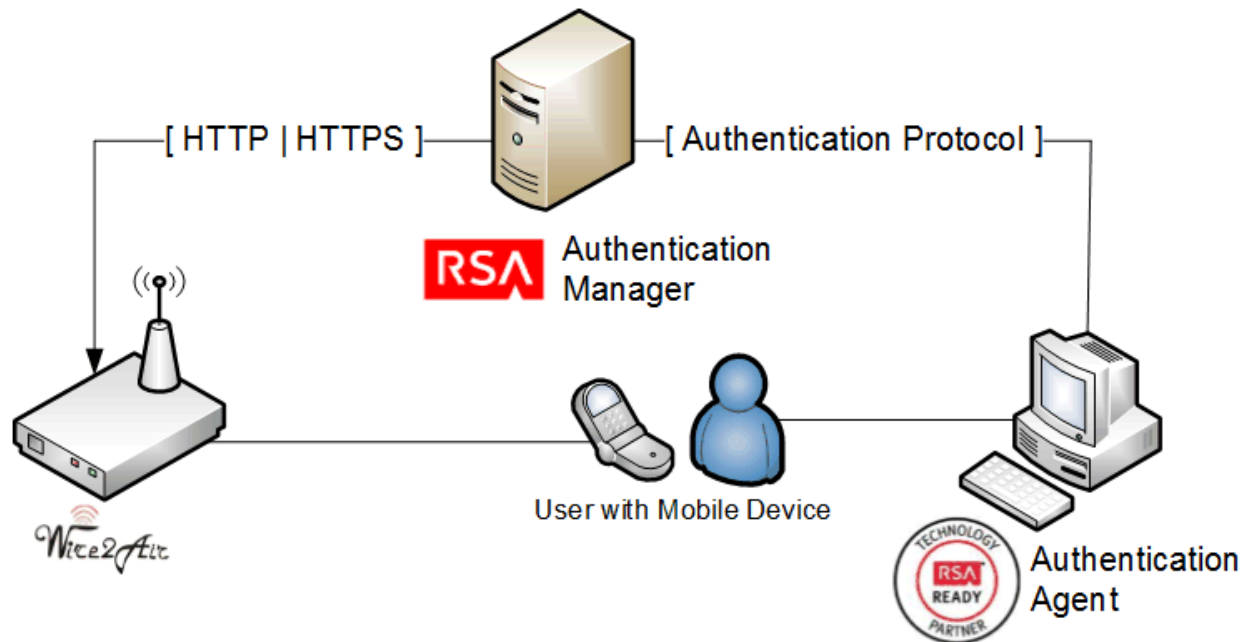 [ HTTP | HTTPS ]
[ Authentication Protocol ]
RSA
Authentication
Manager
User with Mobile Device
Wire2Air
TECHNOLOGY
RSA
READY
PARTNER
Authentication
Agent